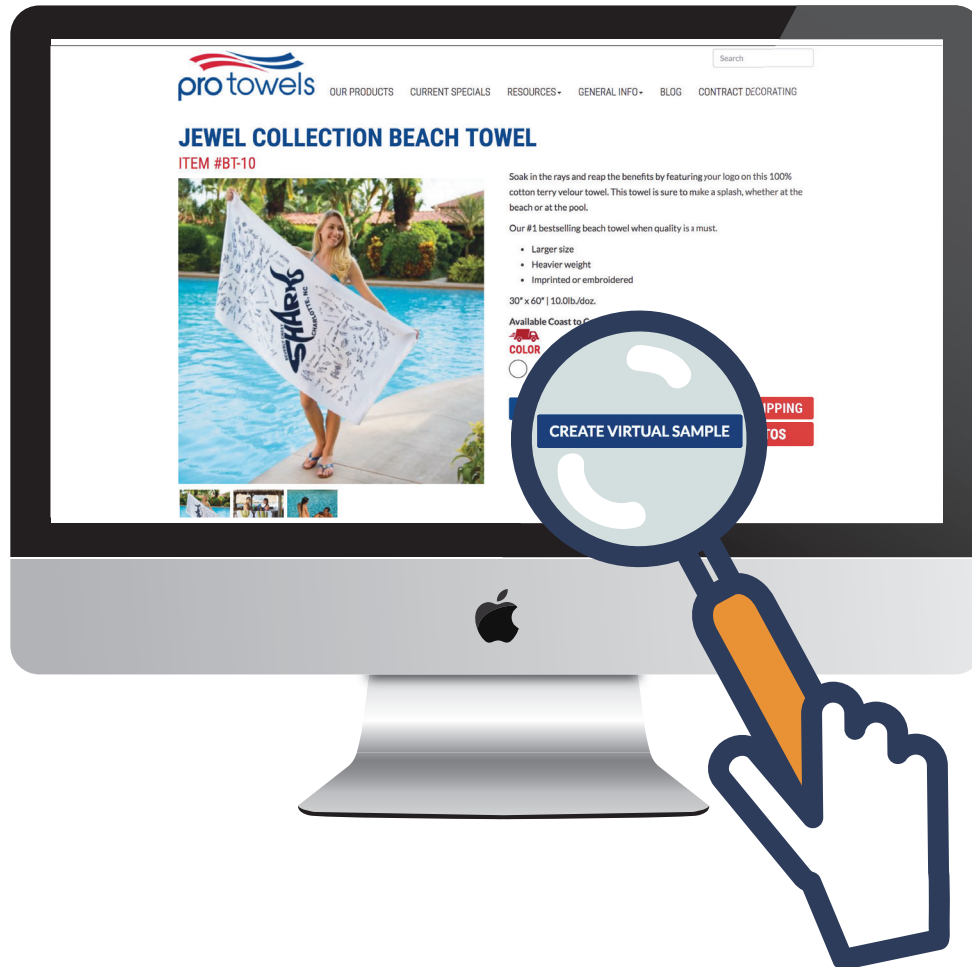 Search
pro towels
OUR PRODUCTS CURRENT SPECIALS RESOURCES GENERAL INFO BLOG CONTRACT DECORATING
JEWEL COLLECTION BEACH TOWEL
ITEM #BT-10
Soak in the rays and reap the benefits by featuring your logo on this 100%
cotton terry velour towel. This towel is sure to make a splash, whether at the
beach or at the pool.
Our #1 bestselling beach towel when quality is a must.
• Larger size
• Heavier weight
• Imprinted or embroidered
30" x 60" | 10.0lb./doz.
Available Coast to
COLOR
CREATE VIRTUAL SAMPLE
SHARKS
CHARLOTTE, NC